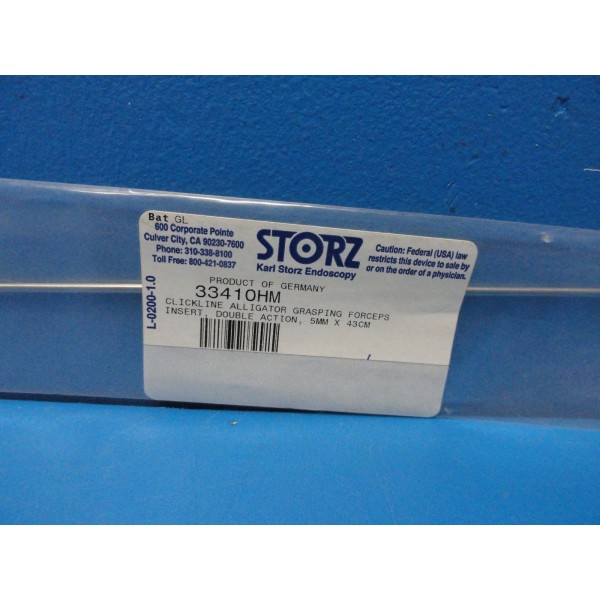 Bat GL
600 Corporate Pointe
Culver City, CA 90230-7600
Phone: 310-338-8100
Toll Free: 800-421-0837
STORZ
Karl Storz Endoscopy
Caution: Federal (USA) law
restricts this device to sale by
or on the order of a physician.
L-0200-1.0
PRODUCT OF GERMANY
33410HM
CLICKLINE ALLIGATOR GRASPING FORCEPS
INSERT, DOUBLE ACTION, 5MM X 43CM